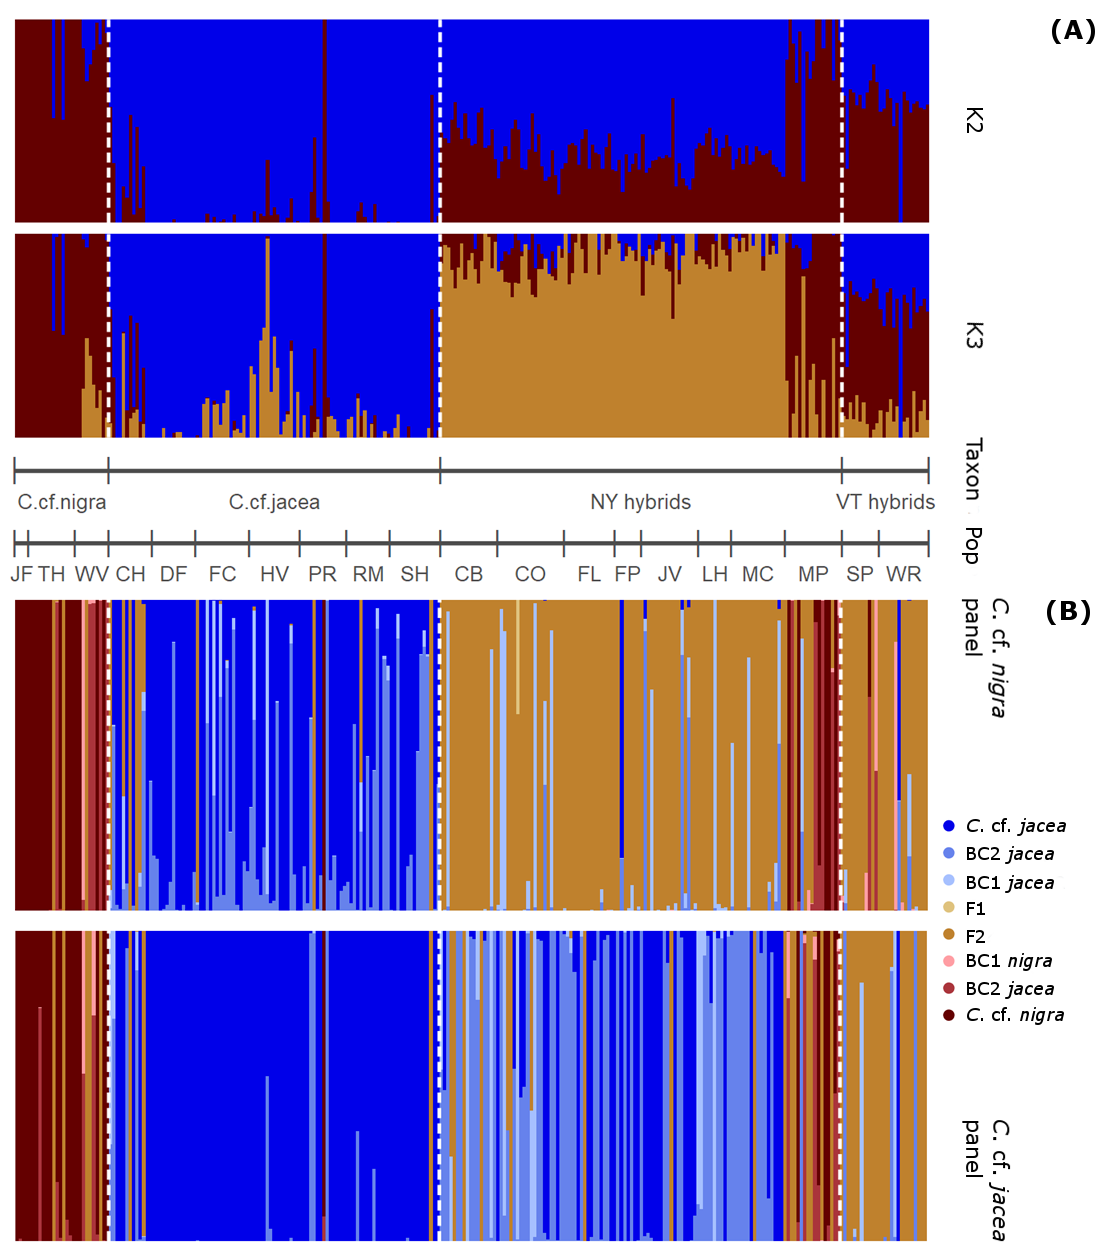 (A)
K2
K3
Taxon
C.cf.nigra
C.cf.jacea
NY hybrids
VT hybrids
Pop
JF TH WV CH DF FC HV PR RM SH CB CO FL FP JV LH MC MP SP WR
(B)
C. cf. nigra
panel
C. cf. jacea
BC2 jacea
BC1 jacea
F1
F2
BC1 nigra
BC2 jacea
C. cf. nigra
C. cf. jacea
panel